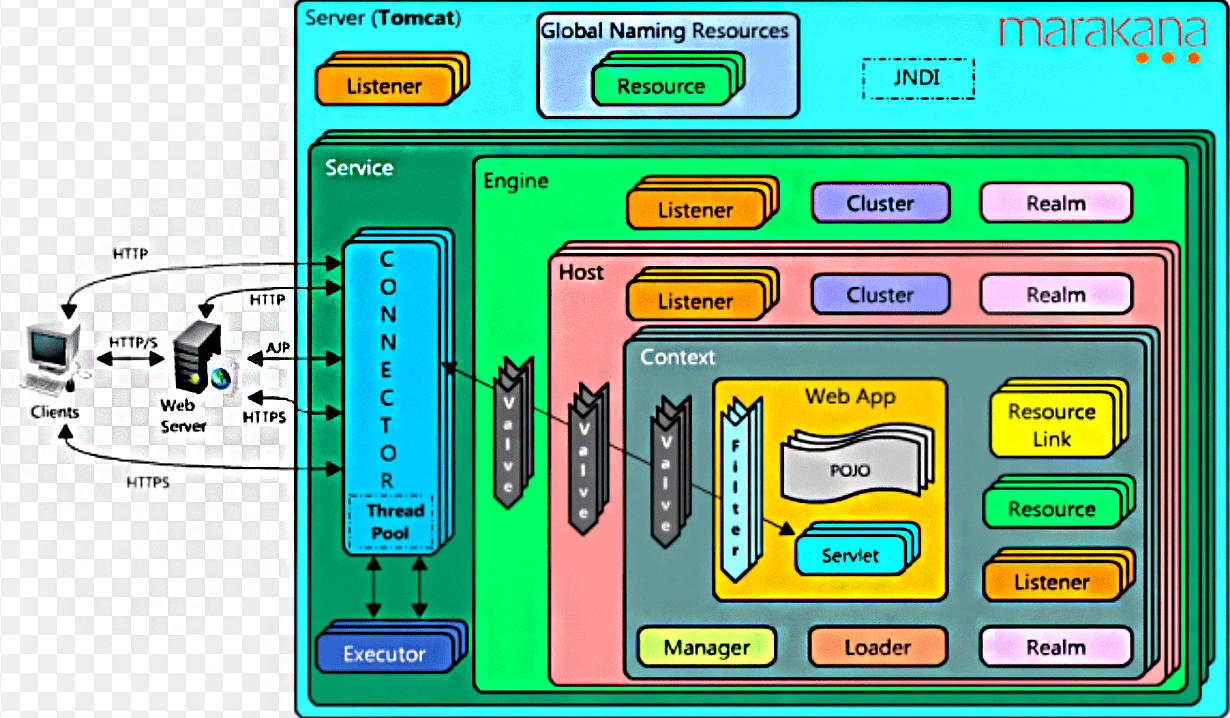 Server (Tomcat)
Global Naming Resources
marakana
Listener
Resource
JNDI
Service
Engine
Listener
Cluster
Realm
Host
Listener
Cluster
Realm
Context
Web App
CONNECTOR
Thread
Pool
Valve
Valve
Valve
Filter
POJO
Servlet
Resource
Link
Resource
Listener
Manager
Loader
Realm
Executor
HTTP
HTTP
HTTP/S
AJP
HTTPS
HTTPS
Clients
Web
Server